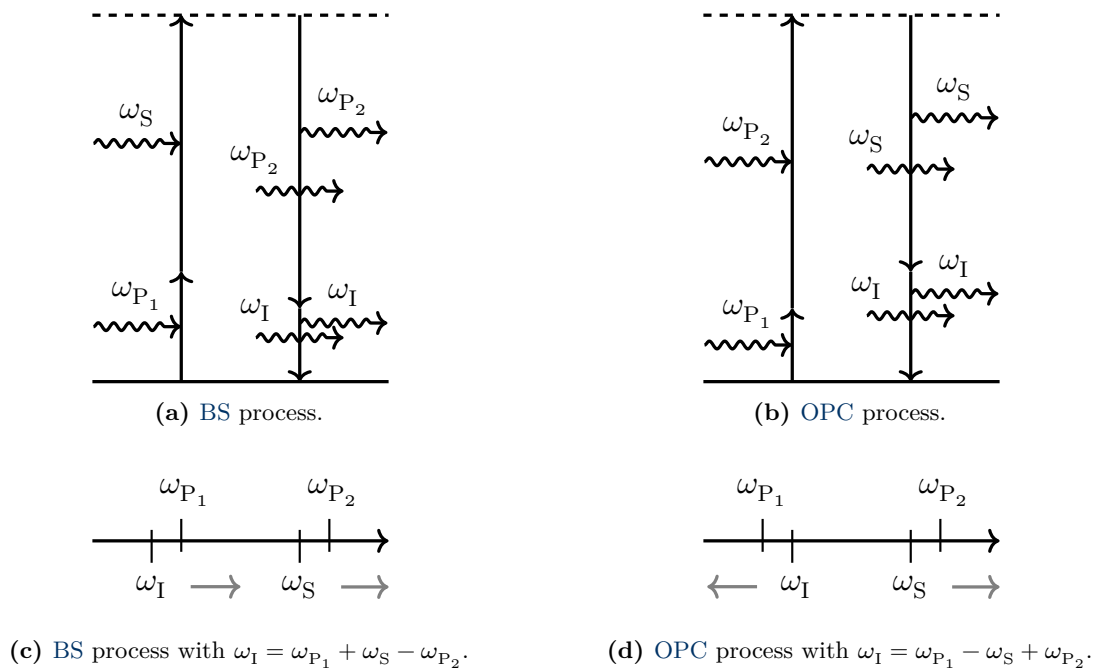 ω_S
ω_P₂
ω_P₂
ω_P₁
ω_I
ω_I
(a) BS process.
ω_S
ω_P₂
ω_S
ω_I
ω_P₁
ω_I
(b) OPC process.
ω_P₁
ω_P₂
ω_I
ω_S
(c) BS process with ω_I = ω_P₁ + ω_S − ω_P₂.
ω_P₁
ω_P₂
ω_I
ω_S
(d) OPC process with ω_I = ω_P₁ − ω_S + ω_P₂.